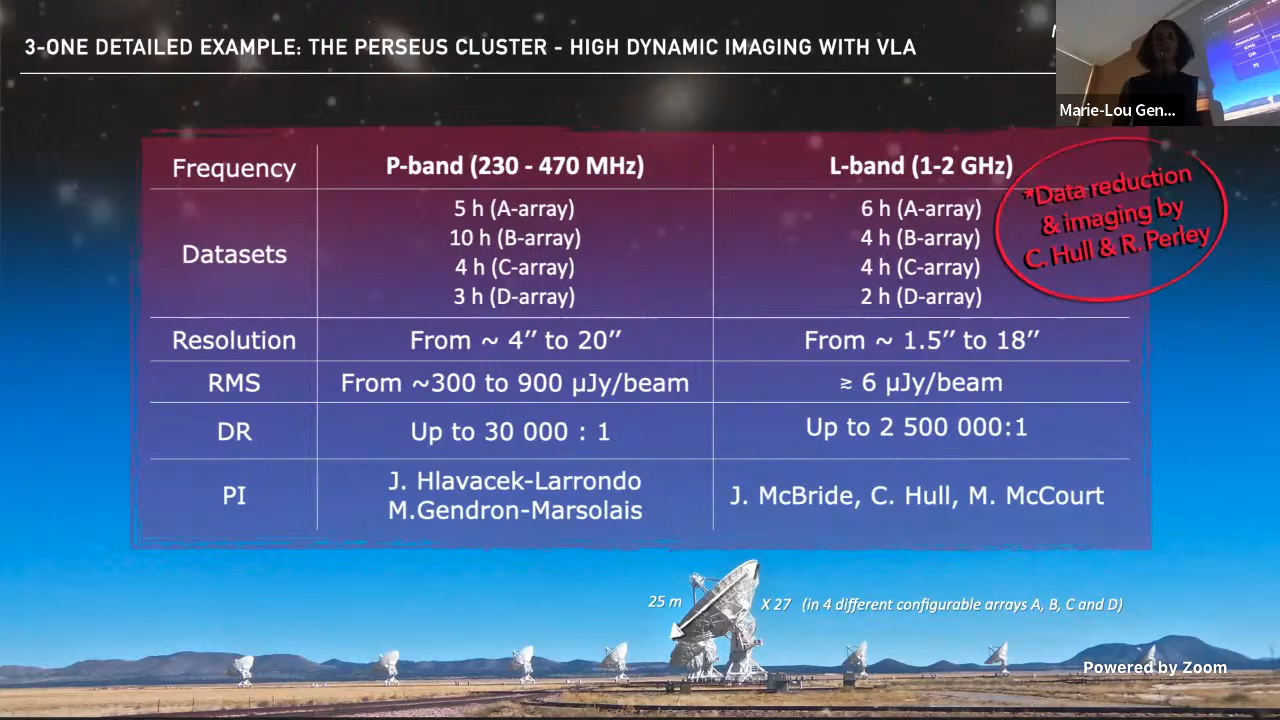 3-ONE DETAILED EXAMPLE: THE PERSEUS CLUSTER - HIGH DYNAMIC IMAGING WITH VLA
Marie-Lou Gen...
Frequency
P-band (230 - 470 MHz)
L-band (1-2 GHz)
*Data reduction
& imaging by
C. Hull & R. Perley
Datasets
5 h (A-array)
10 h (B-array)
4 h (C-array)
3 h (D-array)
6 h (A-array)
4 h (B-array)
4 h (C-array)
2 h (D-array)
Resolution
From ~ 4’’ to 20’’
From ~ 1.5’’ to 18’’
RMS
From ~300 to 900 μJy/beam
≳ 6 μJy/beam
DR
Up to 30 000 : 1
Up to 2 500 000:1
PI
J. Hlavacek-Larrondo
M.Gendron-Marsolais
J. McBride, C. Hull, M. McCourt
25 m
X 27 (in 4 different configurable arrays A, B, C and D)
Powered by Zoom